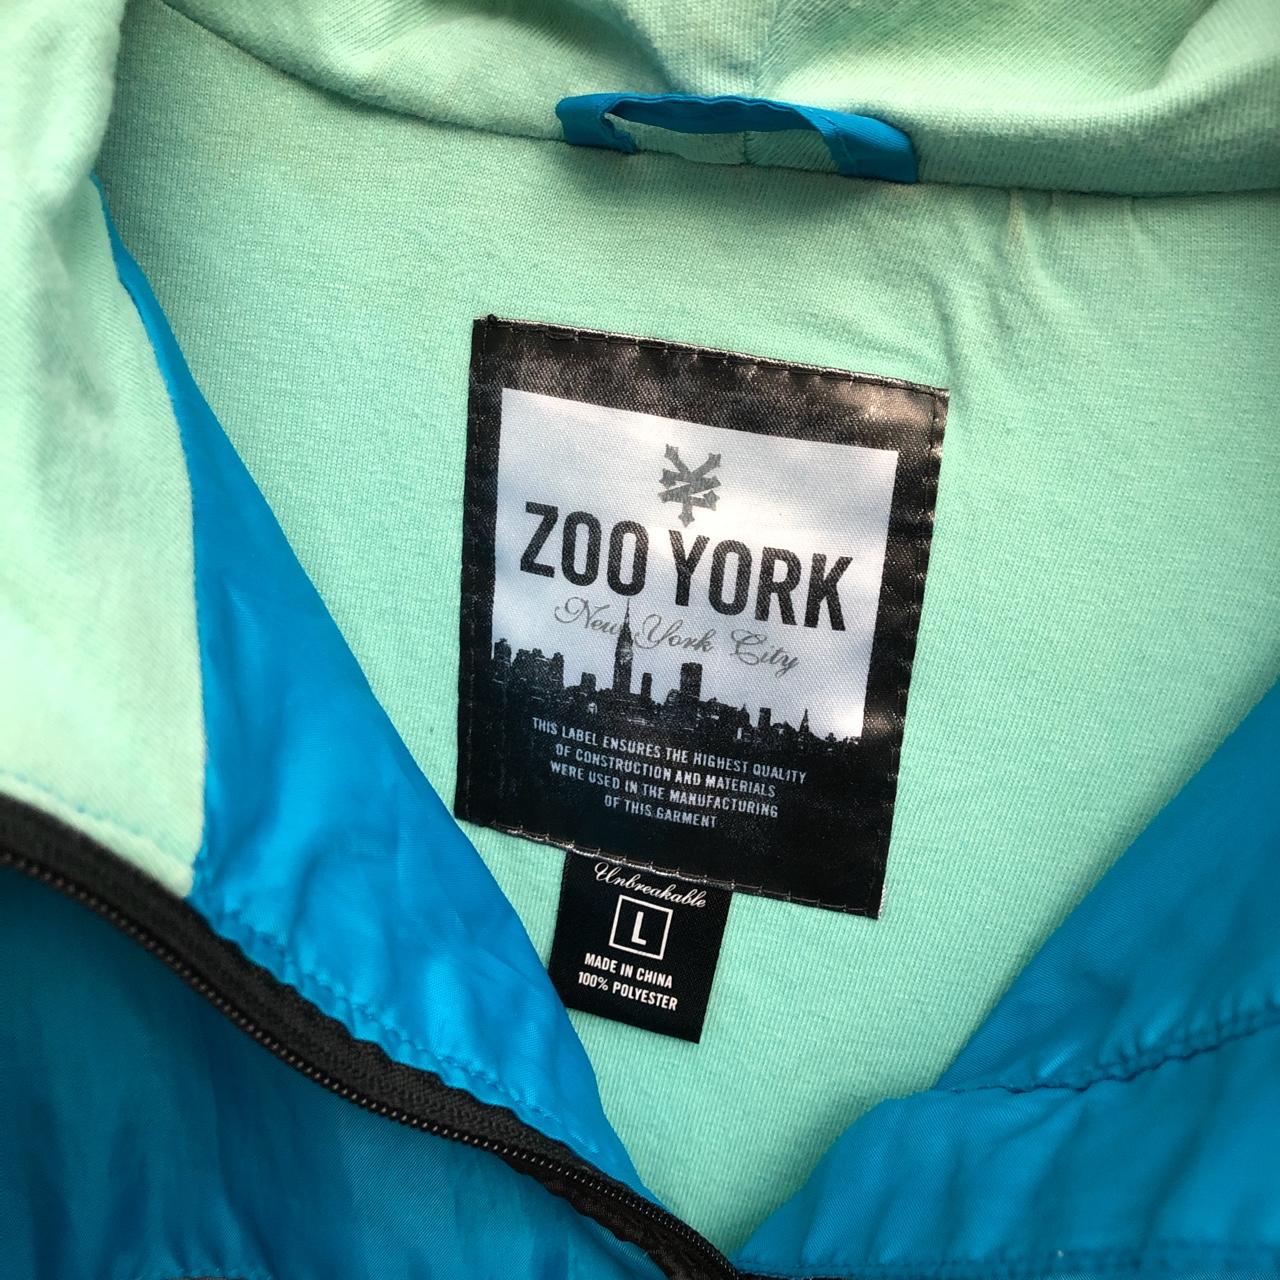 ZOO YORK
New York City
THIS LABEL ENSURES THE HIGHEST QUALITY
OF CONSTRUCTION AND MATERIALS
WERE USED IN THE MANUFACTURING
OF THIS GARMENT
Unbreakable
L
MADE IN CHINA
100% POLYESTER